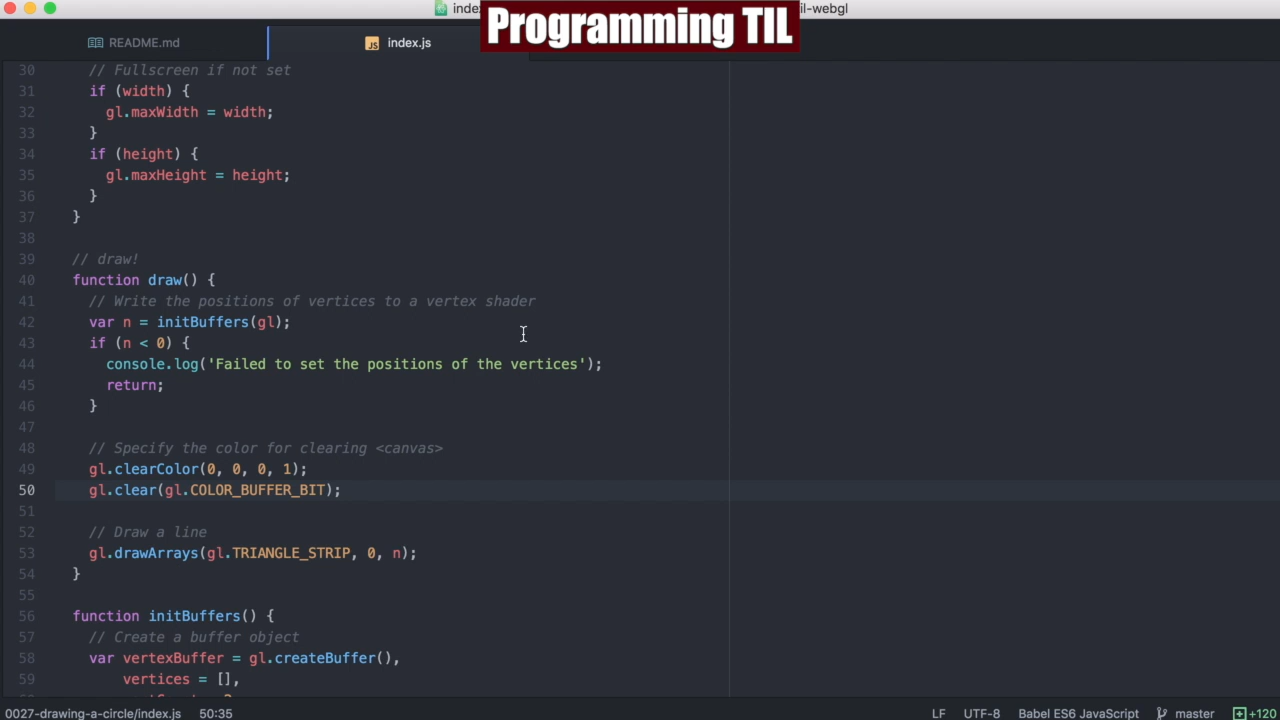 index
il-webgl
Programming TIL
README.md
JS index.js
30 // Fullscreen if not set
31 if (width) {
32 gl.maxWidth = width;
33 }
34 if (height) {
35 gl.maxHeight = height;
36 }
37 }
38
39 // draw!
40 function draw() {
41 // Write the positions of vertices to a vertex shader
42 var n = initBuffers(gl);
43 if (n < 0) {
44 console.log('Failed to set the positions of the vertices');
45 return;
46 }
47
48 // Specify the color for clearing <canvas>
49 gl.clearColor(0, 0, 0, 1);
50 gl.clear(gl.COLOR_BUFFER_BIT);
51
52 // Draw a line
53 gl.drawArrays(gl.TRIANGLE_STRIP, 0, n);
54 }
55
56 function initBuffers() {
57 // Create a buffer object
58 var vertexBuffer = gl.createBuffer(),
59 vertices = [],
0027-drawing-a-circle/index.js 50:35 LF UTF-8 Babel ES6 JavaScript master +120